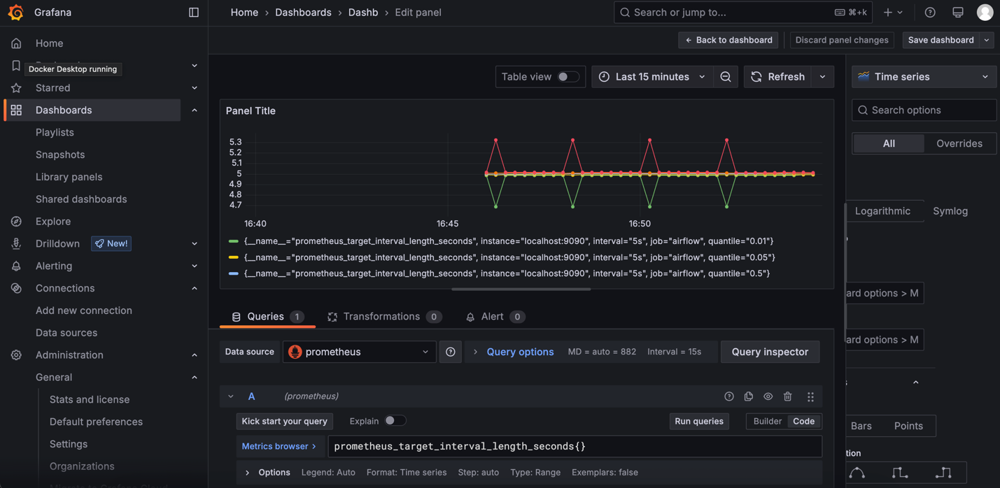 Grafana
Home › Dashboards › Dashb › Edit panel
Search or jump to... ⌘+k
Back to dashboard
Discard panel changes
Save dashboard
Home
Docker Desktop running
Starred
Dashboards
Playlists
Snapshots
Library panels
Shared dashboards
Explore
Drilldown New!
Alerting
Connections
Add new connection
Data sources
Administration
General
Stats and license
Default preferences
Settings
Organizations
Migrate to Grafana Cloud
Table view
Last 15 minutes
Refresh
Panel Title
5.3
5.2
5.1
5
4.9
4.8
4.7
16:40 16:45 16:50
{__name__="prometheus_target_interval_length_seconds", instance="localhost:9090", interval="5s", job="airflow", quantile="0.01"}
{__name__="prometheus_target_interval_length_seconds", instance="localhost:9090", interval="5s", job="airflow", quantile="0.05"}
{__name__="prometheus_target_interval_length_seconds", instance="localhost:9090", interval="5s", job="airflow", quantile="0.5"}
Queries 1 Transformations 0 Alert 0
Data source prometheus Query options MD = auto = 882 Interval = 15s Query inspector
A (prometheus)
Kick start your query Explain Run queries Builder Code
Metrics browser › prometheus_target_interval_length_seconds{}
› Options Legend: Auto Format: Time series Step: auto Type: Range Exemplars: false
Time series
Search options
All Overrides
Logarithmic Symlog
ard options > M
ard options > M
Bars Points
tion